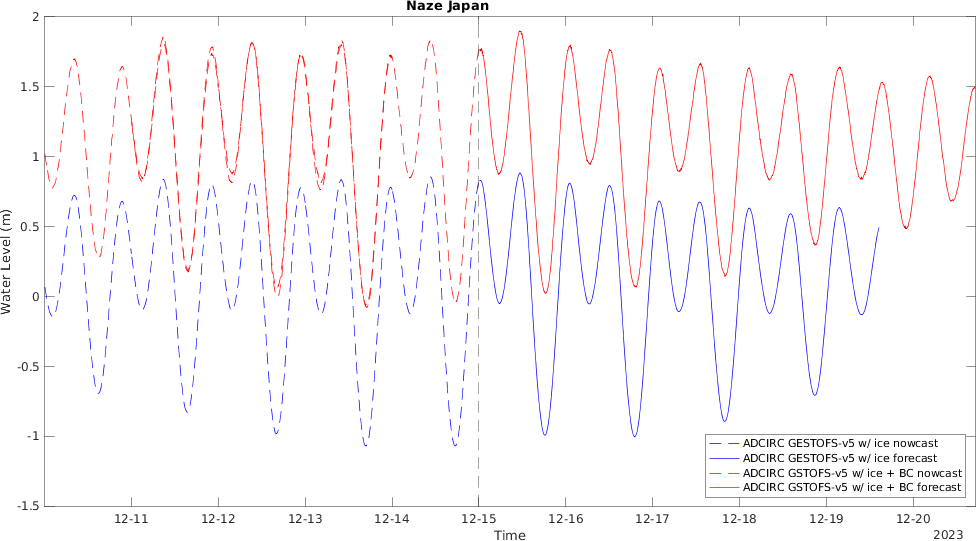 Naze Japan
2
1.5
1
0.5
0
-0.5
-1
-1.5
Water Level (m)
ADCIRC GESTOFS-v5 w/ ice nowcast
ADCIRC GESTOFS-v5 w/ ice forecast
ADCIRC GSTOFS-v5 w/ ice + BC nowcast
ADCIRC GSTOFS-v5 w/ ice + BC forecast
12-11 12-12 12-13 12-14 12-15 12-16 12-17 12-18 12-19 12-20
Time
2023